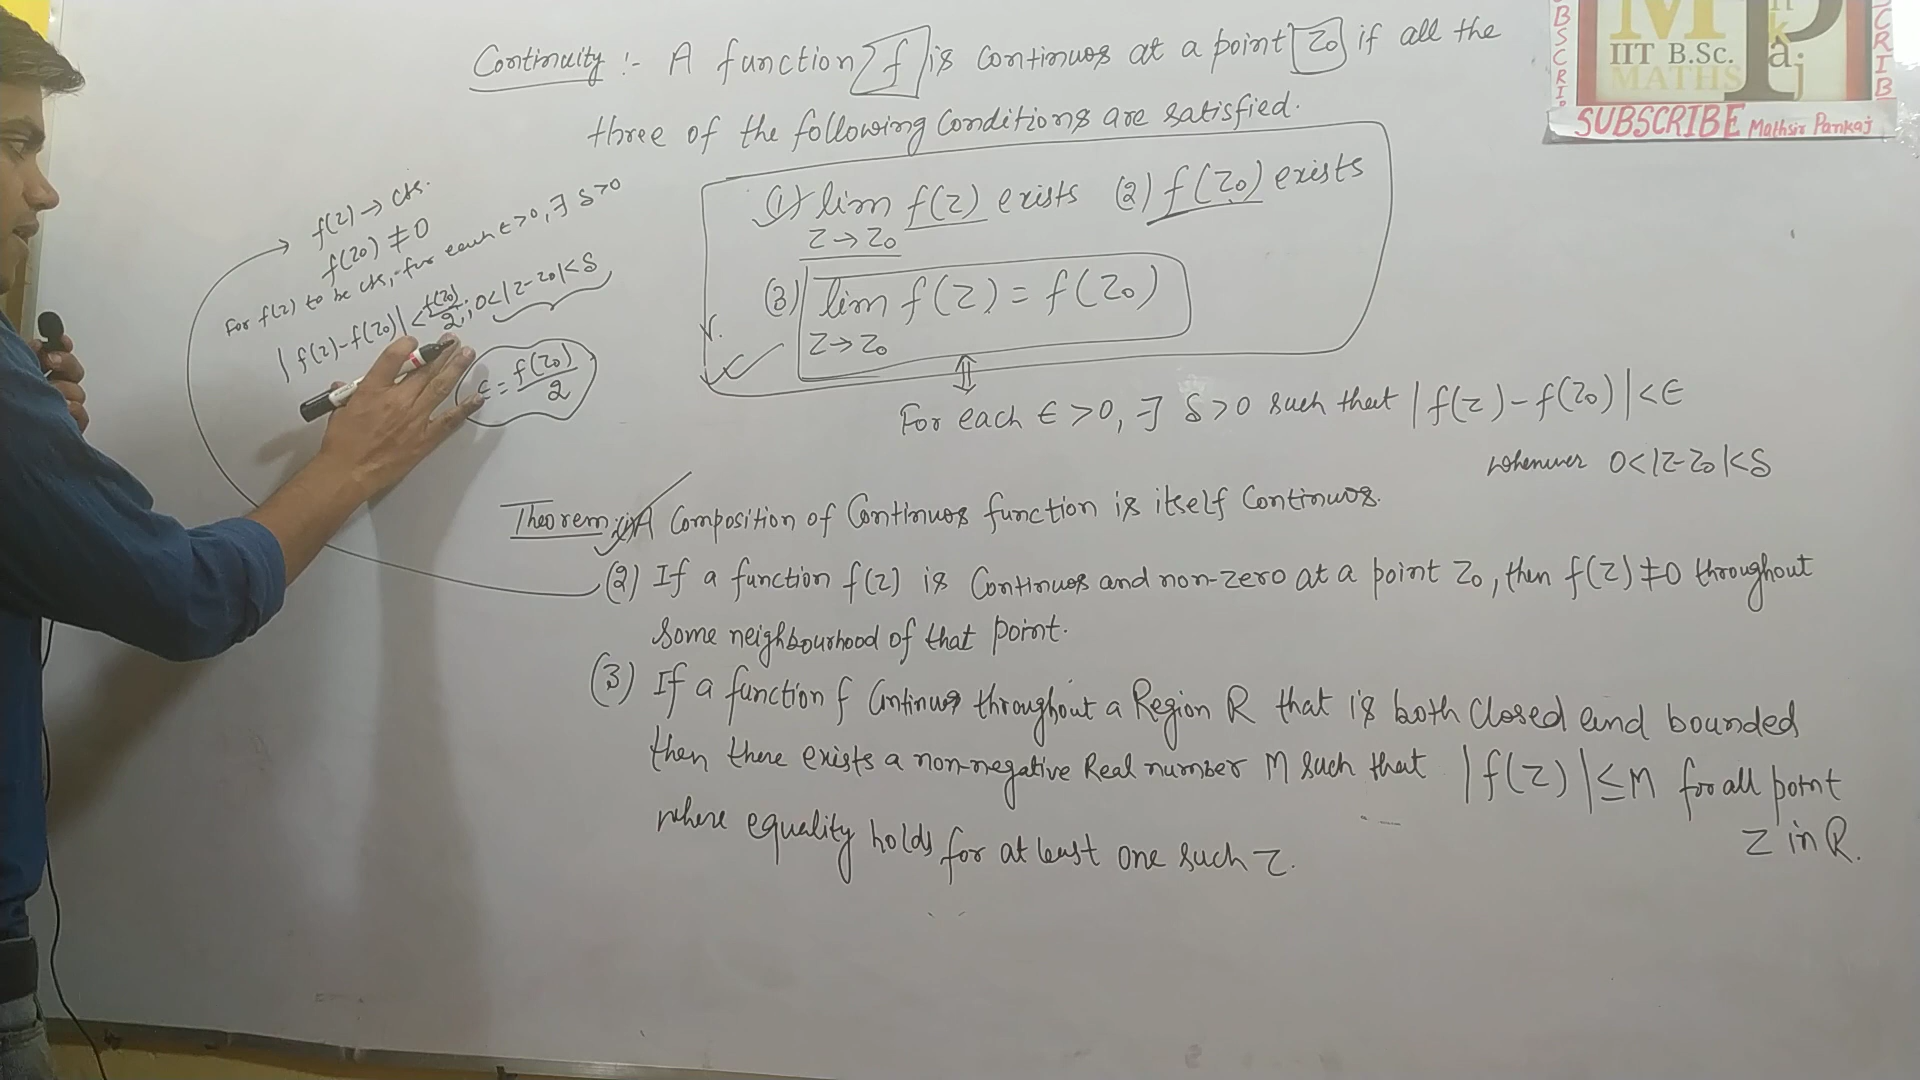 Continuity :- A function f is continuos at a point z₀ if all the
three of the following conditions are satisfied.
(1) lim f(z) exists (2) f(z₀) exists
z→z₀
(3) lim f(z) = f(z₀)
z→z₀
⇕
For each ϵ >0, ∃ δ >0 such that |f(z)-f(z₀)|<ϵ
whenever 0<|z-z₀|<δ
f(z) → cts.
f(z₀) ≠ 0
For f(z) to be cts, for each ϵ>0, ∃ δ>0
|f(z)-f(z₀)|< f(z₀)/2 ; 0<|z-z₀|<δ
ϵ = f(z₀)/2
Theorem :- (1) A Composition of Continuos function is itself Continuos.
(2) If a function f(z) is Continuos and non-zero at a point z₀, then f(z) ≠0 throughout
some neighbourhood of that point.
(3) If a function f Continuos throughout a Region R that is both closed and bounded
then there exists a non-negative Real number M such that |f(z)|≤M for all point
z in R.
where equality holds for at least one such z.
IIT B.Sc.
MATHS
Pankaj
SUBSCRIBE Mathsir Pankaj